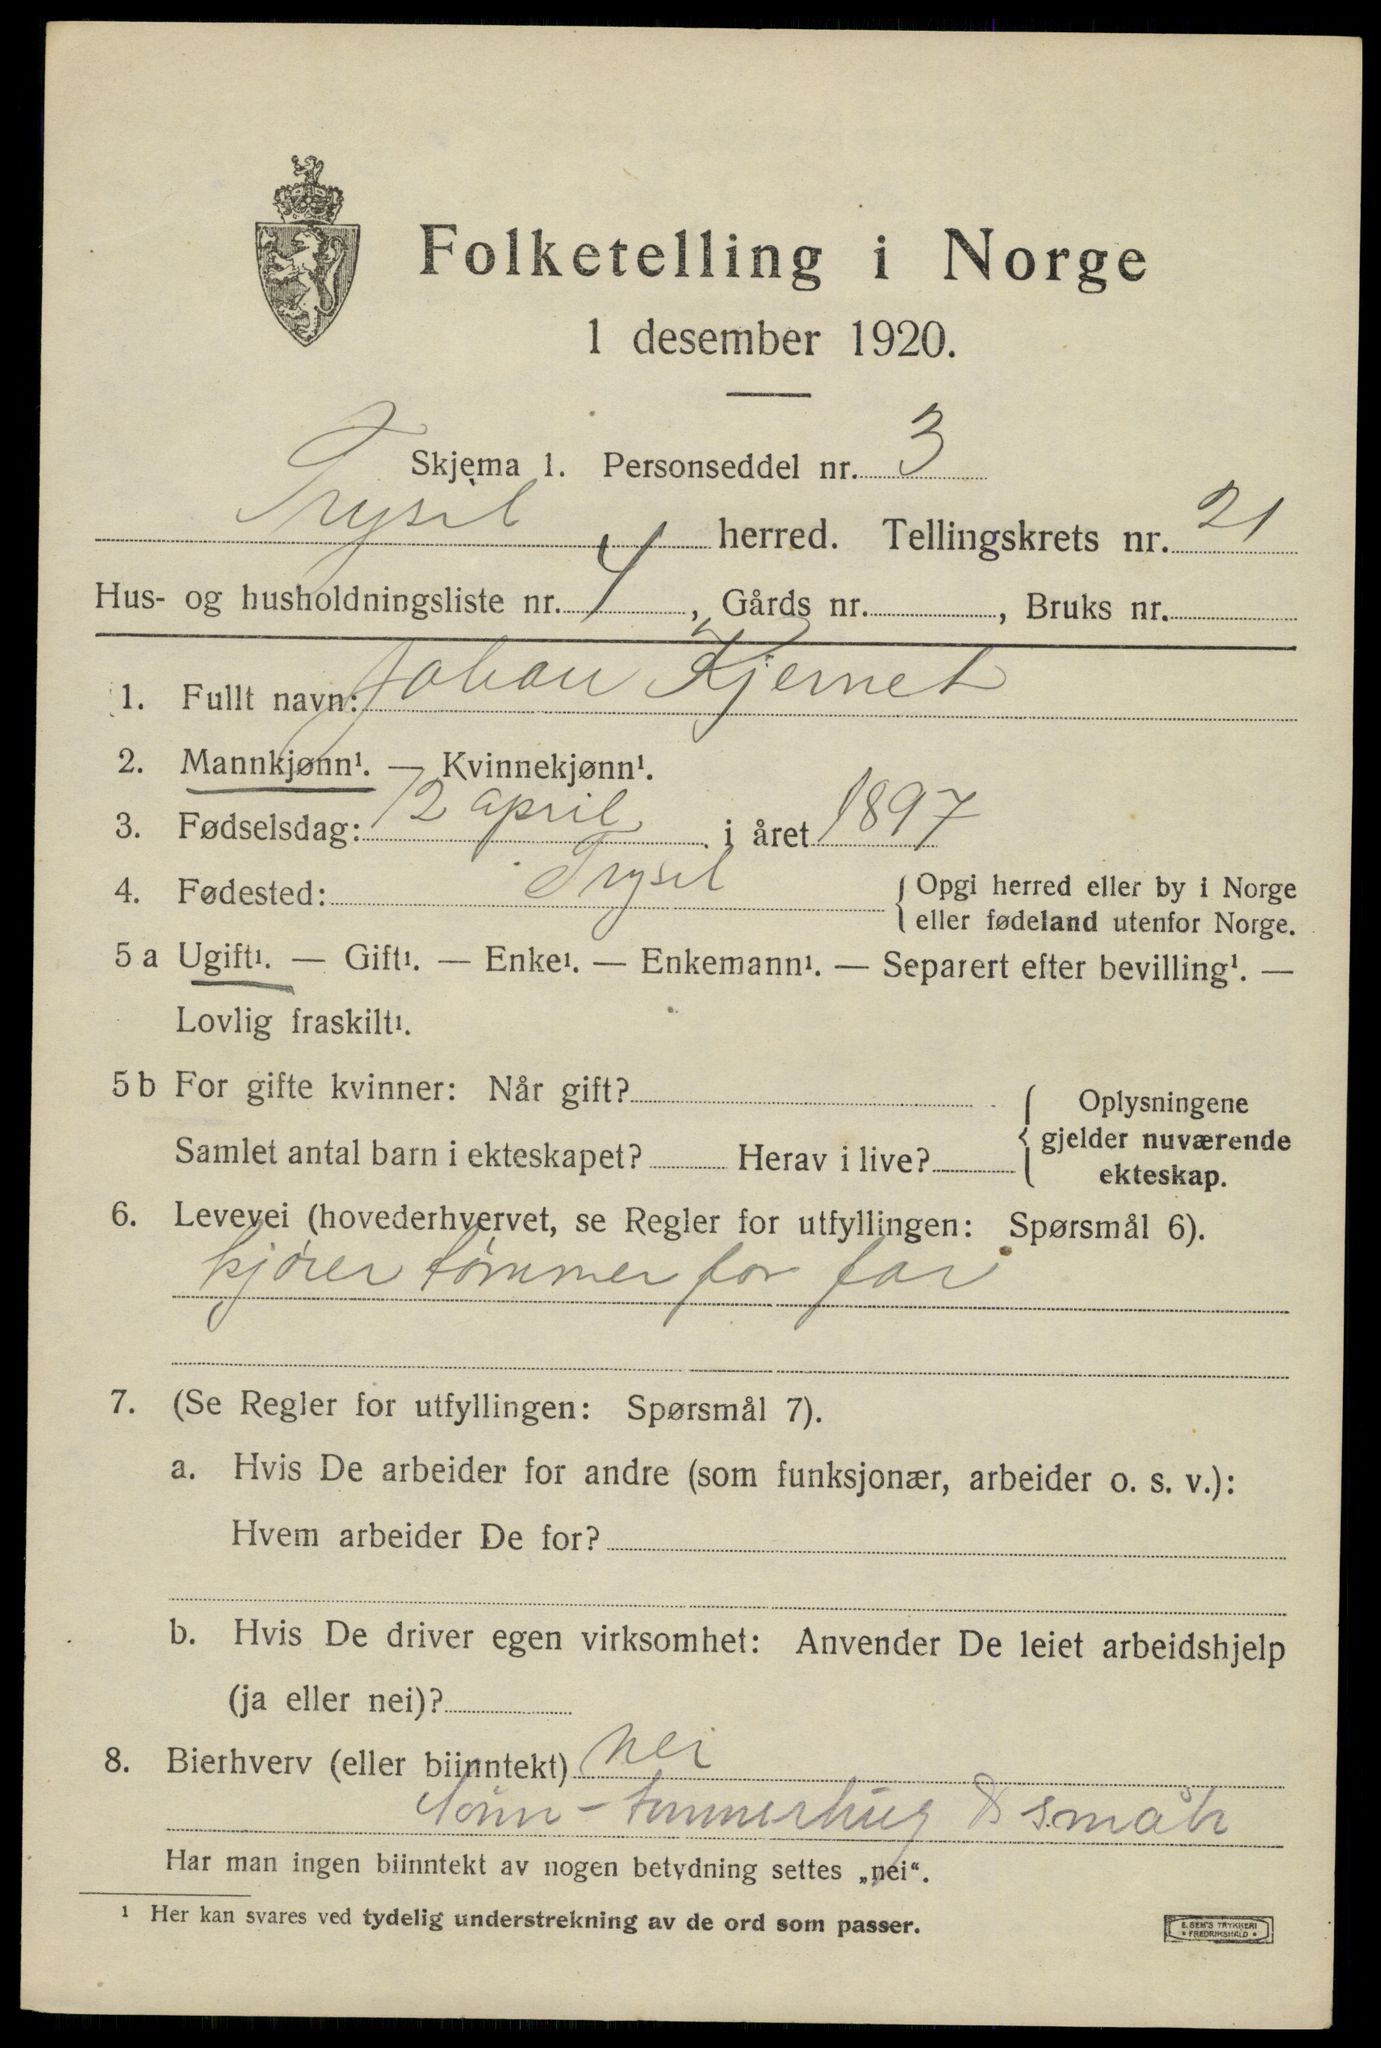 Folketelling i Norge
1 desember 1920.
Skjema 1. Personseddel nr. 3
Trysil herred. Tellingskrets nr. 21
Hus- og husholdningsliste nr. 4, Gårds nr. , Bruks nr.
1. Fullt navn: Johan Kjernet
2. Mannkjønn¹. — Kvinnekjønn¹.
3. Fødselsdag: 12 april i året 1897
4. Fødested: Trysil { Opgi herred eller by i Norge
eller fødeland utenfor Norge.
5 a Ugift¹. — Gift¹. — Enke¹. — Enkemann¹. — Separert efter bevilling¹. —
Lovlig fraskilt¹.
5 b For gifte kvinner: Når gift?
Samlet antal barn i ekteskapet? Herav i live?
{ Oplysningene
gjelder nuværende
ekteskap.
6. Levevei (hovederhvervet, se Regler for utfyllingen: Spørsmål 6).
kjører tømmer for far
7. (Se Regler for utfyllingen: Spørsmål 7).
a. Hvis De arbeider for andre (som funksjonær, arbeider o. s. v.):
Hvem arbeider De for?
b. Hvis De driver egen virksomhet: Anvender De leiet arbeidshjelp
(ja eller nei)?
8. Bierhverv (eller biinntekt) nei
småbr
Har man ingen biinntekt av nogen betydning settes „nei“.
¹ Her kan svares ved tydelig understrekning av de ord som passer.
E. SEM'S TRYKKERI
* FREDRIKSHALD *